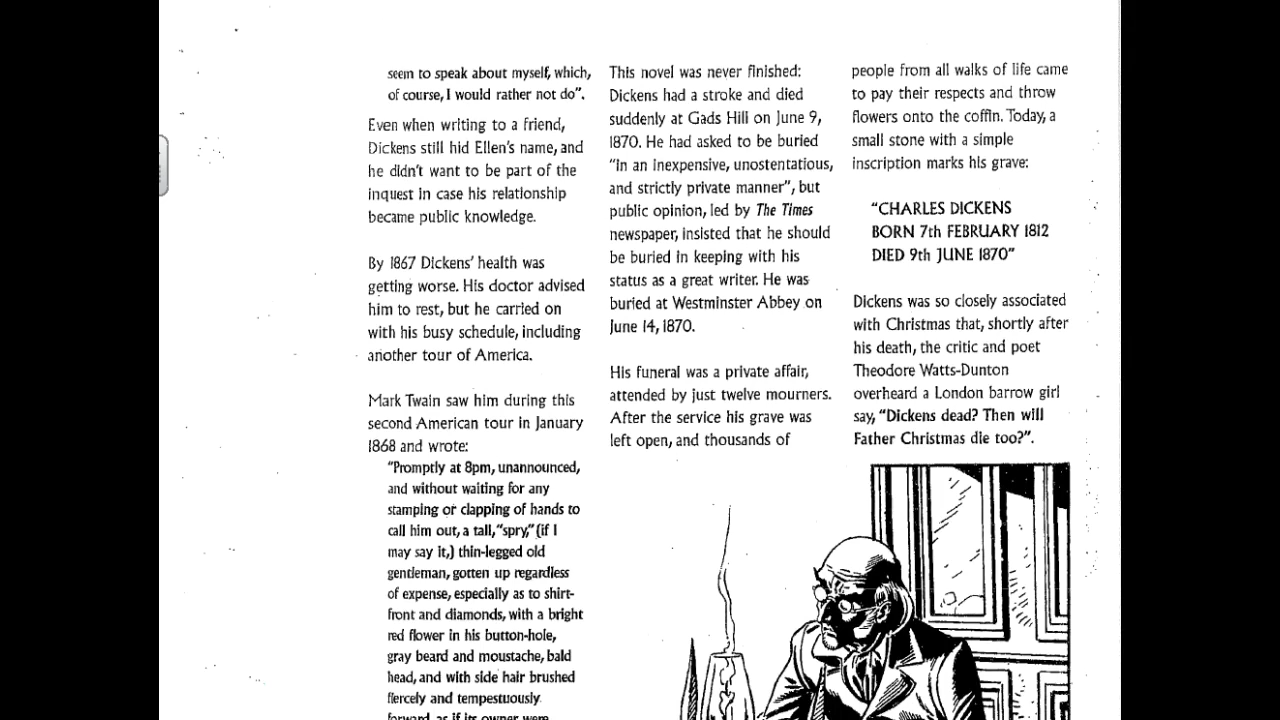 seem to speak about myself, which,
of course, I would rather not do".
Even when writing to a friend,
Dickens still hid Ellen's name, and
he didn't want to be part of the
inquest in case his relationship
became public knowledge.
By 1867 Dickens' health was
getting worse. His doctor advised
him to rest, but he carried on
with his busy schedule, including
another tour of America.
Mark Twain saw him during this
second American tour in January
1868 and wrote:
"Promptly at 8pm, unannounced,
and without waiting for any
stamping or clapping of hands to
call him out, a tall, "spry," (if I
may say it,) thin-legged old
gentleman, gotten up regardless
of expense, especially as to shirt-
front and diamonds, with a bright
red flower in his button-hole,
gray beard and moustache, bald
head, and with side hair brushed
fiercely and tempestuously
forward, as if its owner were
This novel was never finished:
Dickens had a stroke and died
suddenly at Gads Hill on June 9,
1870. He had asked to be buried
"in an inexpensive, unostentatious,
and strictly private manner", but
public opinion, led by The Times
newspaper, insisted that he should
be buried in keeping with his
status as a great writer. He was
buried at Westminster Abbey on
June 14, 1870.
His funeral was a private affair,
attended by just twelve mourners.
After the service his grave was
left open, and thousands of
people from all walks of life came
to pay their respects and throw
flowers onto the coffin. Today, a
small stone with a simple
inscription marks his grave:
"CHARLES DICKENS
BORN 7th FEBRUARY 1812
DIED 9th JUNE 1870"
Dickens was so closely associated
with Christmas that, shortly after
his death, the critic and poet
Theodore Watts-Dunton
overheard a London barrow girl
say, "Dickens dead? Then will
Father Christmas die too?".